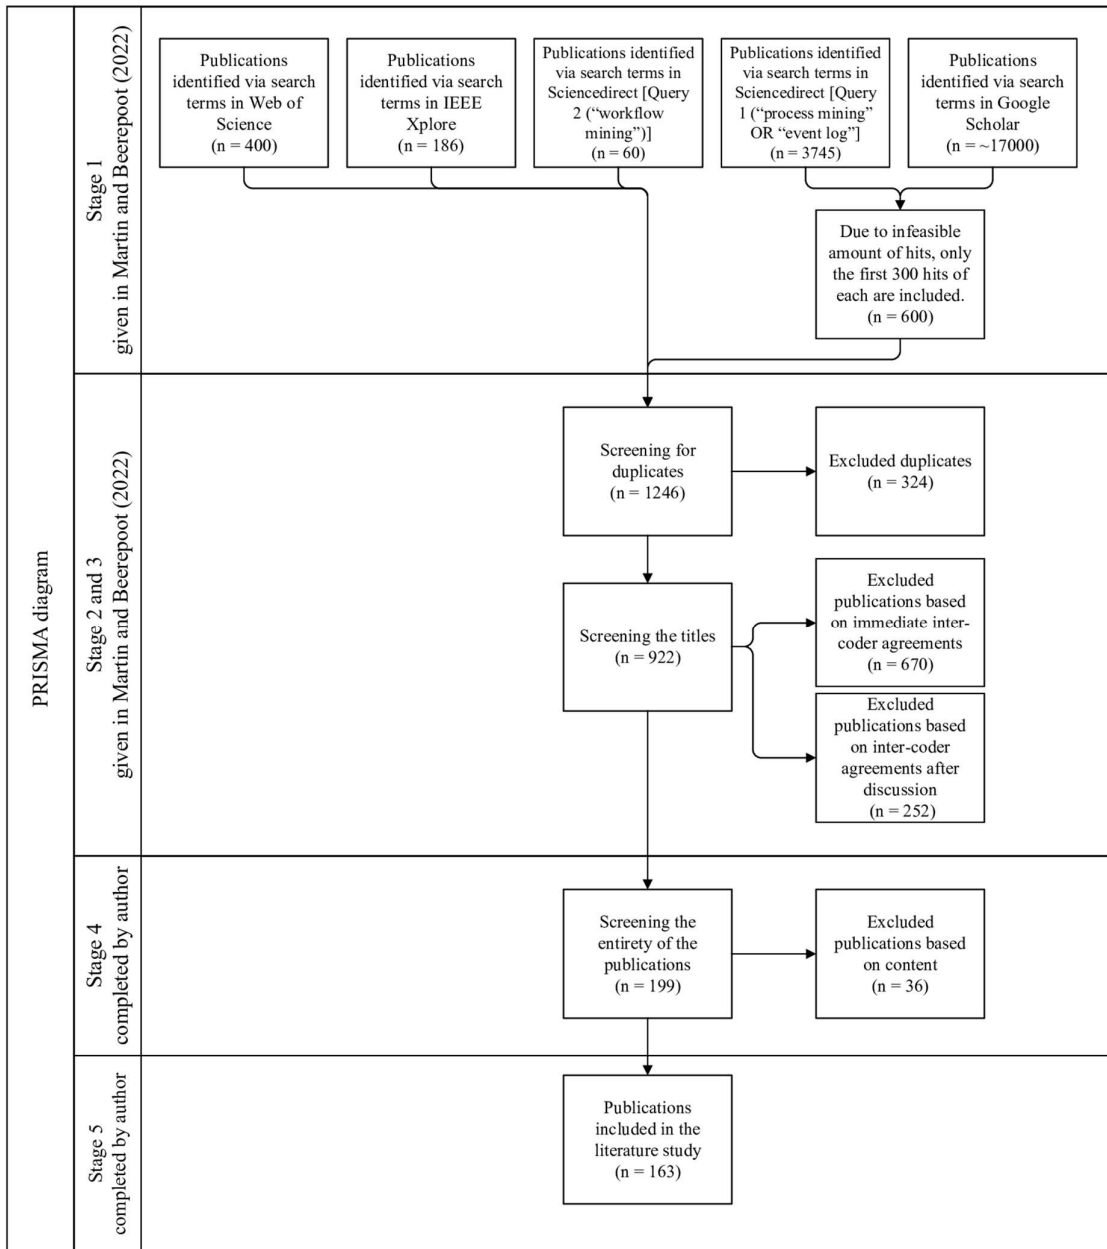 PRISMA diagram
Stage 1
given in Martin and Beerepoot (2022)
Publications
identified via search
terms in Web of
Science
(n = 400)
Publications
identified via search
terms in IEEE
Xplore
(n = 186)
Publications identified
via search terms in
Sciencedirect [Query
2 (“workflow
mining”)]
(n = 60)
Publications identified
via search terms in
Sciencedirect [Query
1 (“process mining”
OR “event log”]
(n = 3745)
Publications
identified via search
terms in Google
Scholar
(n = ~17000)
Due to infeasible
amount of hits, only
the first 300 hits of
each are included.
(n = 600)
Stage 2 and 3
given in Martin and Beerepoot (2022)
Screening for
duplicates
(n = 1246)
Excluded duplicates
(n = 324)
Screening the titles
(n = 922)
Excluded
publications based
on immediate inter-
coder agreements
(n = 670)
Excluded
publications based
on inter-coder
agreements after
discussion
(n = 252)
Stage 4
completed by author
Screening the
entirety of the
publications
(n = 199)
Excluded
publications based
on content
(n = 36)
Stage 5
completed by author
Publications
included in the
literature study
(n = 163)